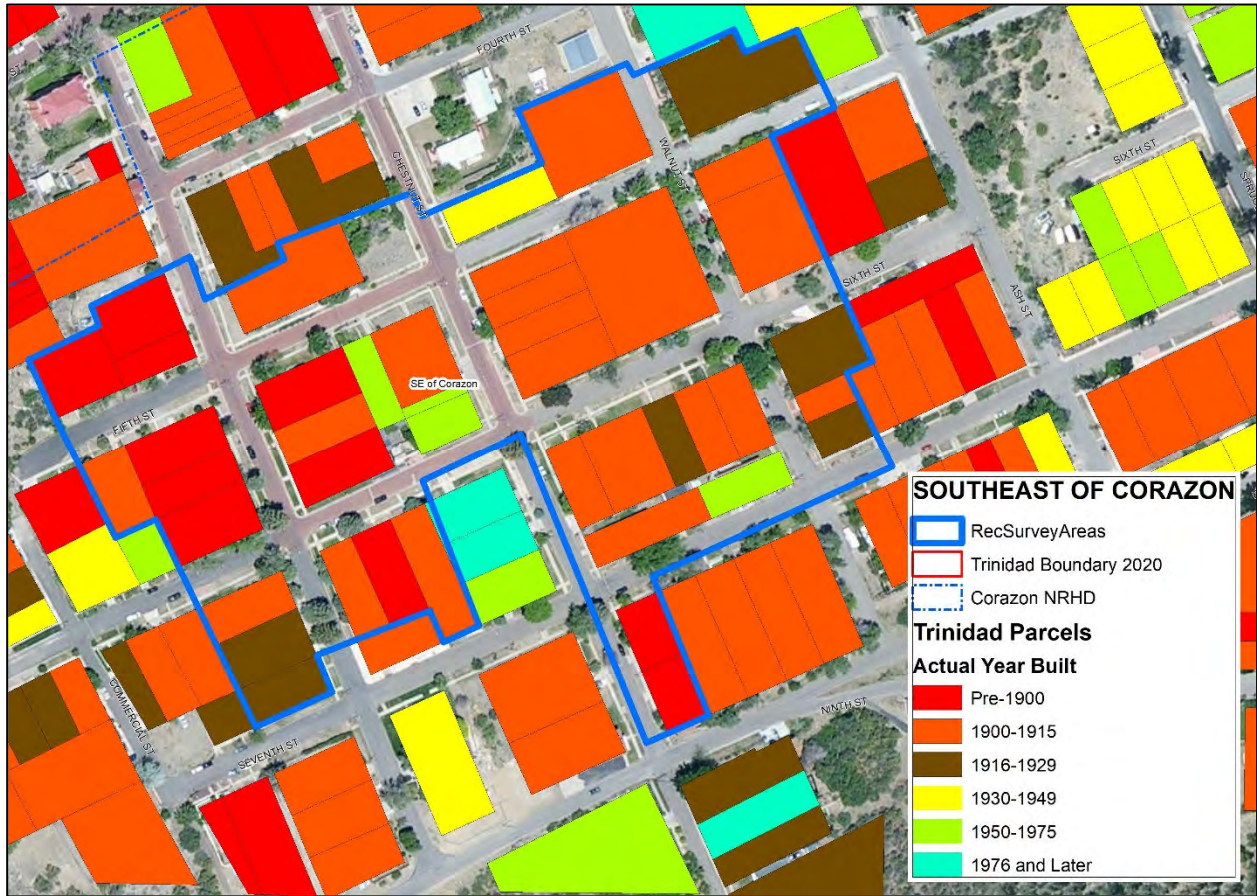 FOURTH ST
ST
CHESTNUT ST
WALNUT ST
SIXTH ST
SIXTH ST
ASH ST
SE of Corazon
FIFTH ST
COMMERCIAL ST
SEVENTH ST
NINTH ST
SOUTHEAST OF CORAZON
RecSurveyAreas
Trinidad Boundary 2020
Corazon NRHD
Trinidad Parcels
Actual Year Built
Pre-1900
1900-1915
1916-1929
1930-1949
1950-1975
1976 and Later